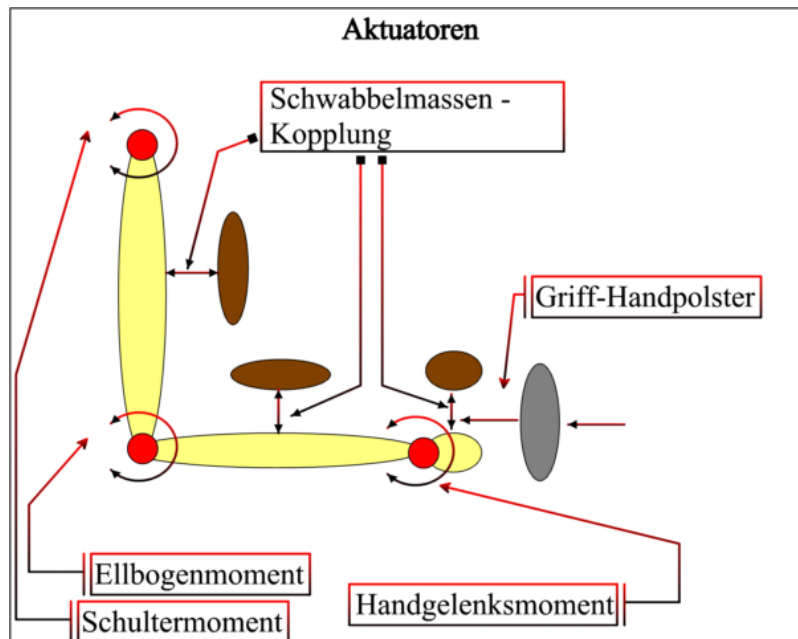 Aktuatoren
Schwabbelmassen -
Kopplung
Griff-Handpolster
Ellbogenmoment
Handgelenksmoment
Schultermoment